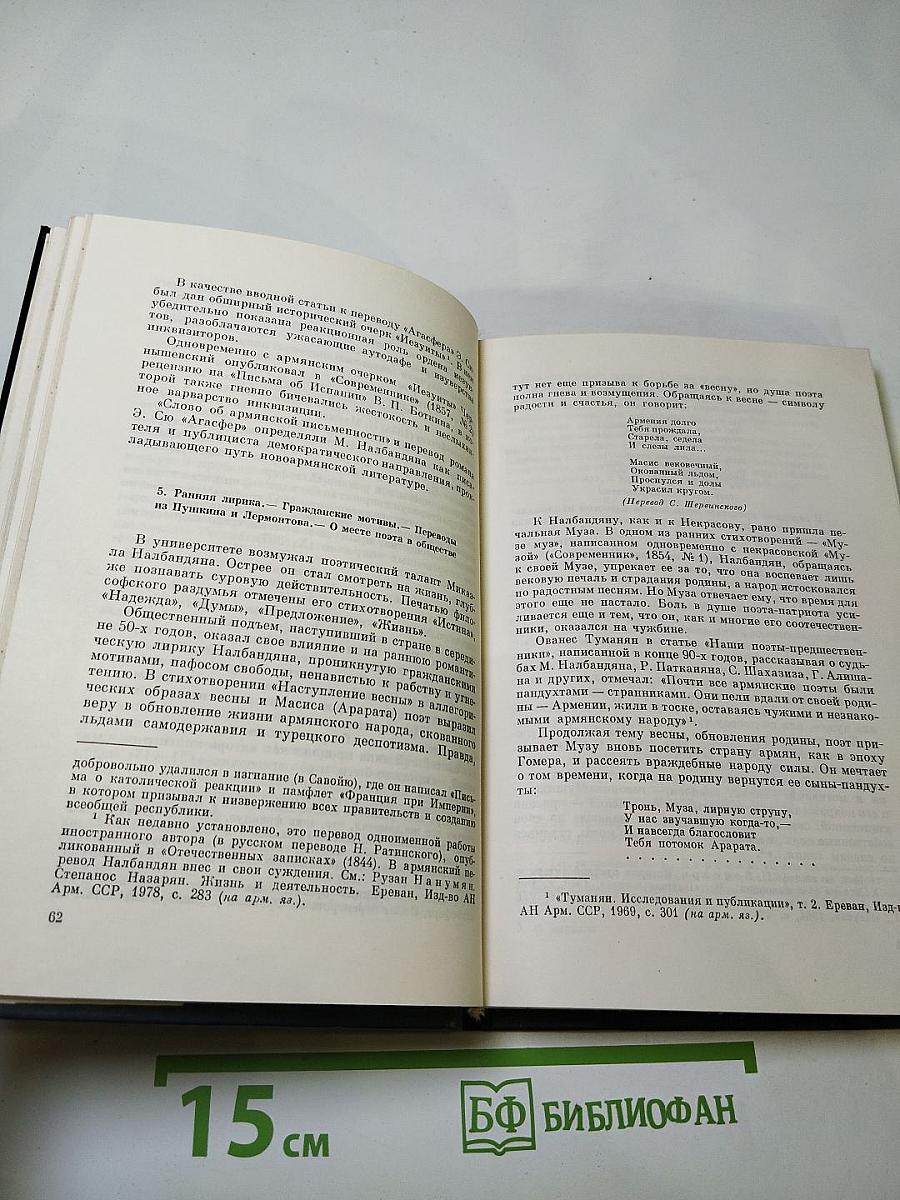 В качестве вводной статьи к переводу «Агасфера» Э. Сю
был дан обширный исторический очерк «Иезуиты»¹. В нем
убедительно показана реакционная роль ордена иезуи-
тов, разоблачаются ужасающие аутодафе и изуверства
инквизиторов.
Одновременно с армянским очерком «Иезуиты» Чер-
нышевский опубликовал в «Современнике» (1857, № 2)
рецензию на «Письма об Испании» В. П. Боткина, в ко-
торой также гневно бичевались жестокость и неслыхан-
ное варварство инквизиции.
«Слово об армянской письменности» и перевод романа
Э. Сю «Агасфер» определяли М. Налбандяна как писа-
теля и публициста демократического направления, прок-
ладывающего путь новоармянской литературе.
5. Ранняя лирика.— Гражданские мотивы.— Переводы
из Пушкина и Лермонтова.— О месте поэта в обществе
В университете возмужал поэтический талант Микаэ-
ла Налбандяна. Острее он стал смотреть на жизнь, глуб-
же познавать суровую действительность. Печатью фило-
софского раздумья отмечены его стихотворения «Истина»,
«Надежда», «Думы», «Предложение», «Жизнь».
Общественный подъем, наступивший в стране в середи-
не 50-х годов, оказал свое влияние и на раннюю романти-
ческую лирику Налбандяна, проникнутую гражданскими
мотивами, пафосом свободы, ненавистью к рабству и угне-
тению. В стихотворении «Наступление весны» в аллегори-
ческих образах весны и Масиса (Арарата) поэт выразил
веру в обновление жизни армянского народа, скованного
льдами самодержавия и турецкого деспотизма. Правда,
добровольно удалился в изгнание (в Савойю), где он написал «Пись-
ма о католической реакции» и памфлет «Франция при Империи»,
в котором призывал к низвержению всех правительств и созданию
всеобщей республики.
¹ Как недавно установлено, это перевод одноименной работы
иностранного автора (в русском переводе Н. Ратинского), опуб-
ликованный в «Отечественных записках» (1844). В армянский пе-
ревод Налбандян внес и свои суждения. См.: Рузан Нанумян.
Степанос Назарян. Жизнь и деятельность. Ереван, Изд-во АН
Арм. ССР, 1978, с. 283 (на арм. яз.).
62
тут нет еще призыва к борьбе за «весну», но душа поэта
полна гнева и возмущения. Обращаясь к весне — символу
радости и счастья, он говорит:
Армения долго
Тебя прождала,
Старела, седела
И слезы лила...
Масис вековечный,
Окованный льдом,
Проснулся и долы
Украсил кругом.
(Перевод С. Шервинского)
К Налбандяну, как и к Некрасову, рано пришла пе-
чальная Муза. В одном из ранних стихотворений — «Му-
зе муз», написанном одновременно с некрасовской «Му-
зой» («Современник», 1854, № 1), Налбандян, обращаясь
к своей Музе, упрекает ее за то, что она воспевает лишь
вековую печаль и страдания родины, а народ истосковался
по радостным песням. Но Муза отвечает ему, что время для
этого еще не настало. Боль в душе поэта-патриота уси-
ливается еще и тем, что он, как и многие его соотечествен-
ники, оказался на чужбине.
Ованес Туманян в статье «Наши поэты-предшествен-
ники», написанной в конце 90-х годов, рассказывая о судь-
бах М. Налбандяна, Р. Патканяна, С. Шахазиза, Г. Алиша-
на и других, отмечал: «Почти все армянские поэты были
пандухтами — странниками. Они пели вдали от своей роди-
ны — Армении, жили в тоске, оставаясь чужими и незнако-
мыми армянскому народу»¹.
Продолжая тему весны, обновления родины, поэт при-
зывает Музу вновь посетить страну армян, как в эпоху
Гомера, и рассеять враждебные народу силы. Он мечтает
о том времени, когда на родину вернутся ее сыны-пандух-
ты:
Тронь, Муза, лирную струну,
У нас звучавшую когда-то,—
И навсегда благословит
Тебя потомок Арарата.
. . . . . . . . . . . . . . . .
¹ «Туманян. Исследования и публикации», т. 2. Ереван, Изд-
АН Арм. ССР, 1969, с. 301 (на арм. яз.).
15 см
БФ БИБЛИОФАН